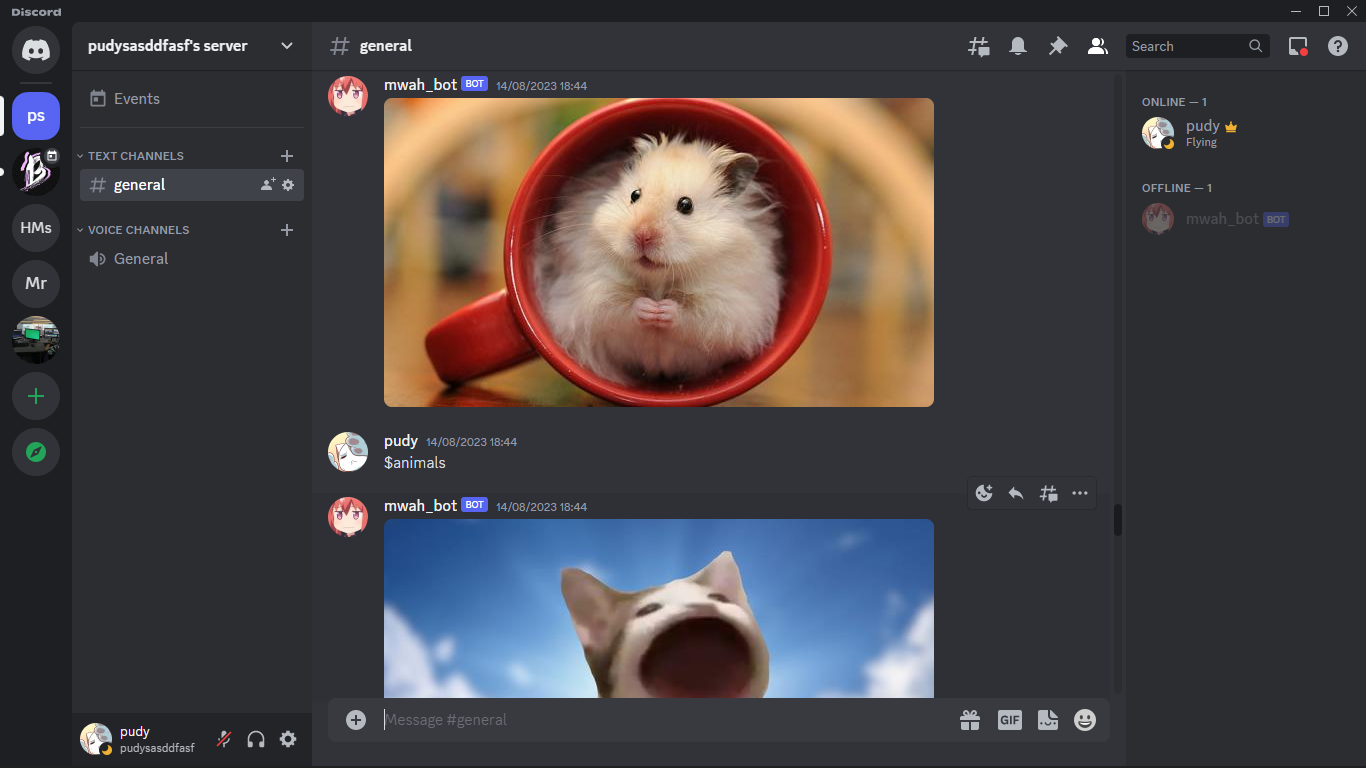 Discord
pudysasddfasf's server
general
Search
ps
HMs
Mr
Events
TEXT CHANNELS
general
VOICE CHANNELS
General
mwah_bot BOT 14/08/2023 18:44
pudy 14/08/2023 18:44
$animals
mwah_bot BOT 14/08/2023 18:44
Message #general
GIF
pudy
pudysasddfasf
ONLINE — 1
pudy
Flying
OFFLINE — 1
mwah_bot BOT